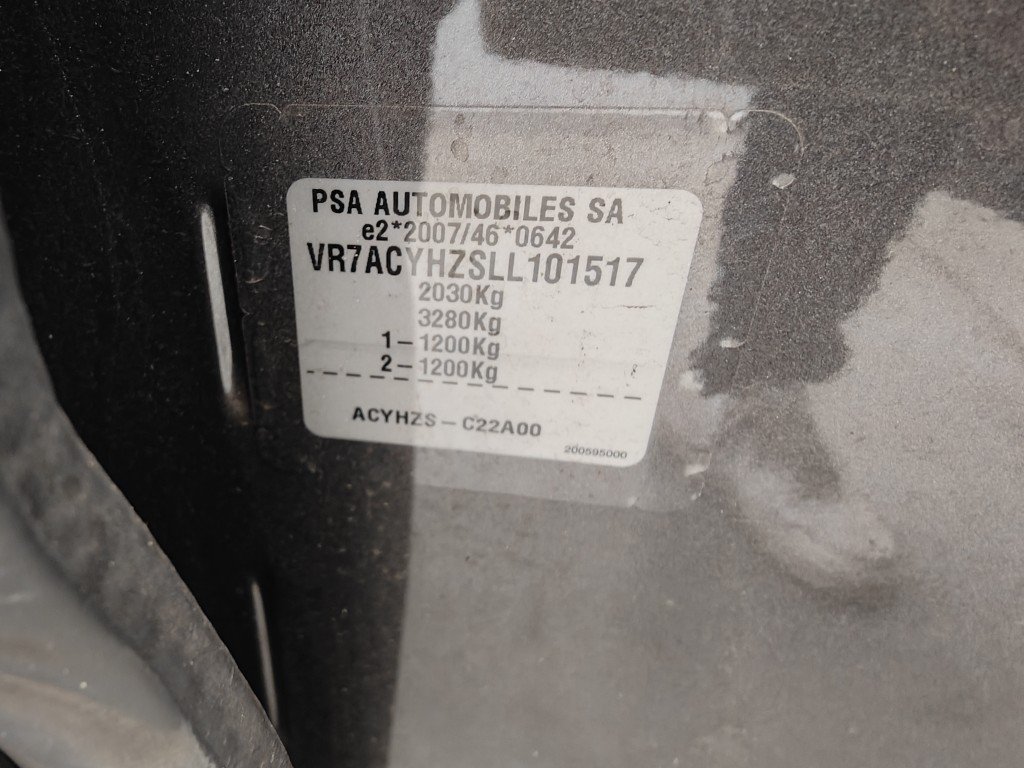 PSA AUTOMOBILES SA
e2*2007/46*0642
VR7ACYHZSLL101517
2030Kg
3280Kg
1-1200Kg
2-1200Kg
ACYHZS-C22A00
200595000